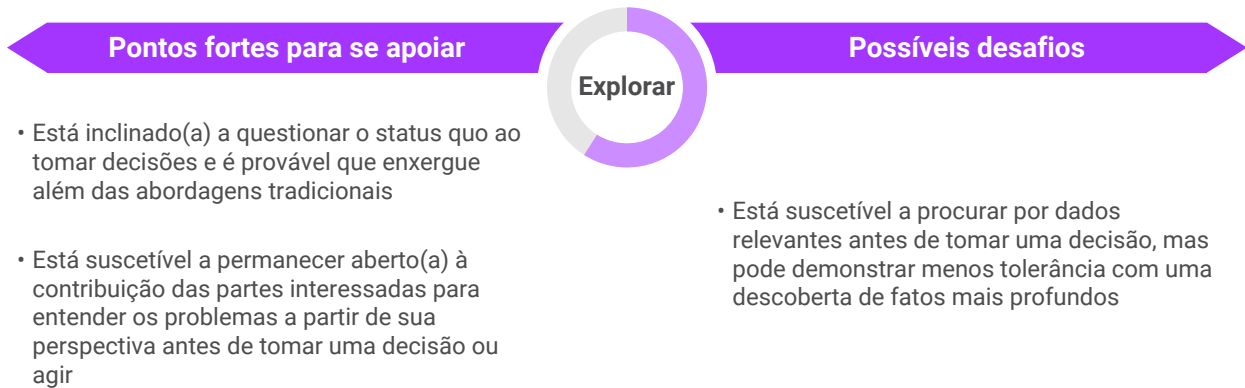 Pontos fortes para se apoiar
Explorar
Possíveis desafios
• Está inclinado(a) a questionar o status quo ao
tomar decisões e é provável que enxergue
além das abordagens tradicionais
• Está suscetível a permanecer aberto(a) à
contribuição das partes interessadas para
entender os problemas a partir de sua
perspectiva antes de tomar uma decisão ou
agir
• Está suscetível a procurar por dados
relevantes antes de tomar uma decisão, mas
pode demonstrar menos tolerância com uma
descoberta de fatos mais profundos